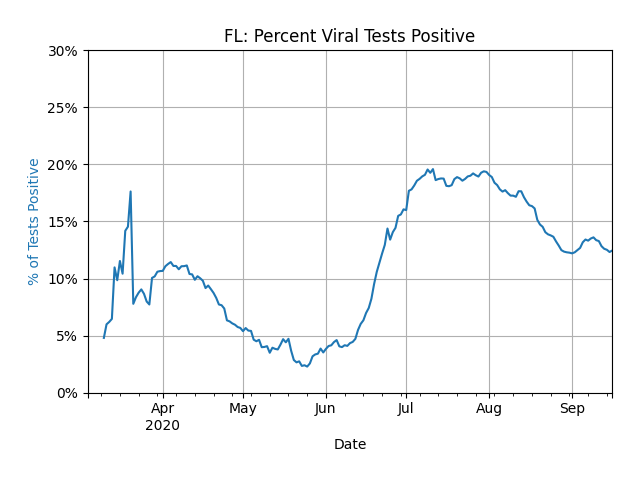 FL: Percent Viral Tests Positive
30%
25%
20%
15%
10%
5%
0%
% of Tests Positive
Apr May Jun Jul Aug Sep
2020
Date